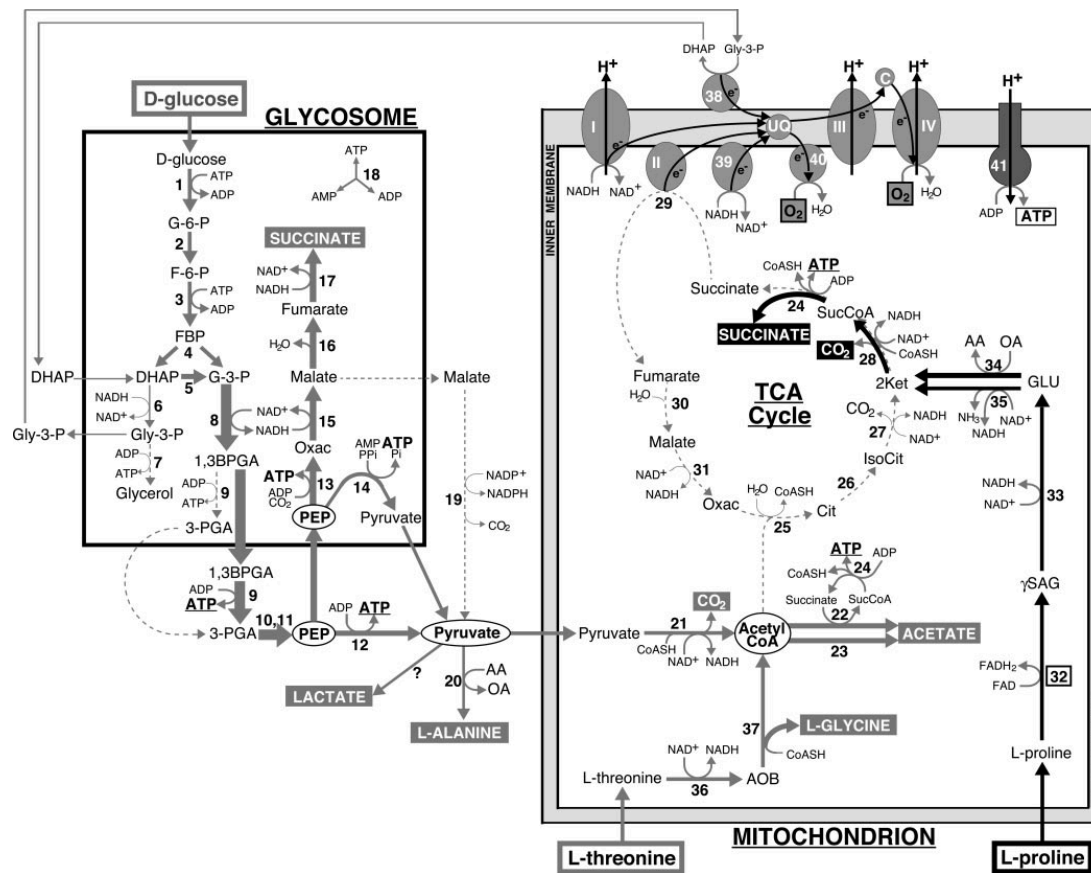 DHAP Gly-3-P
H+ H+ H+ H+
D-glucose
GLYCOSOME
38 e- C
I UQ III IV
e- e- e- e-
II 39 40 41
e- e- e-
29
NADH NAD+
NADH NAD+
O2 H2O
O2 H2O
ADP ATP
INNER MEMBRANE
D-glucose
1 ATP ADP
ATP 18
AMP ADP
G-6-P
2
F-6-P
3 ATP ADP
FBP
4
SUCCINATE
NAD+ 17
NADH
Fumarate
H2O 16
DHAP DHAP 5 G-3-P
Malate Malate
NADH 6
NAD+
8 NAD+ 15
NADH
Gly-3-P Gly-3-P
Oxac
ADP 7
ATP
Glycerol
1,3BPGA
ADP 9
ATP
3-PGA
ATP 13
ADP
CO2
AMP ATP
PPi Pi
14
PEP
Pyruvate
19 NADP+
NADPH
CO2
1,3BPGA
ADP 9
ATP
10,11
3-PGA PEP
ADP ATP
12
Pyruvate
?
LACTATE
20 AA
OA
L-ALANINE
CoASH ATP
ADP
Succinate 24
SucCoA
SUCCINATE
NADH
CO2 28 NAD+
CoASH
AA 34 OA
2Ket GLU
NH3 35 NAD+
NADH
Fumarate
H2O 30
TCA
Cycle
CO2 NADH
27 NAD+
IsoCit
Malate
NAD+ 31
NADH
26
Oxac H2O CoASH Cit
25
NADH 33
NAD+
ATP
CoASH 24 ADP
Succinate SucCoA
22
γSAG
Pyruvate 21 CO2
CoASH
NAD+ NADH
Acetyl
CoA
23
ACETATE
FADH2 32
FAD
37 L-GLYCINE
CoASH
NAD+ NADH
L-threonine AOB
36
L-proline
MITOCHONDRION
L-threonine
L-proline